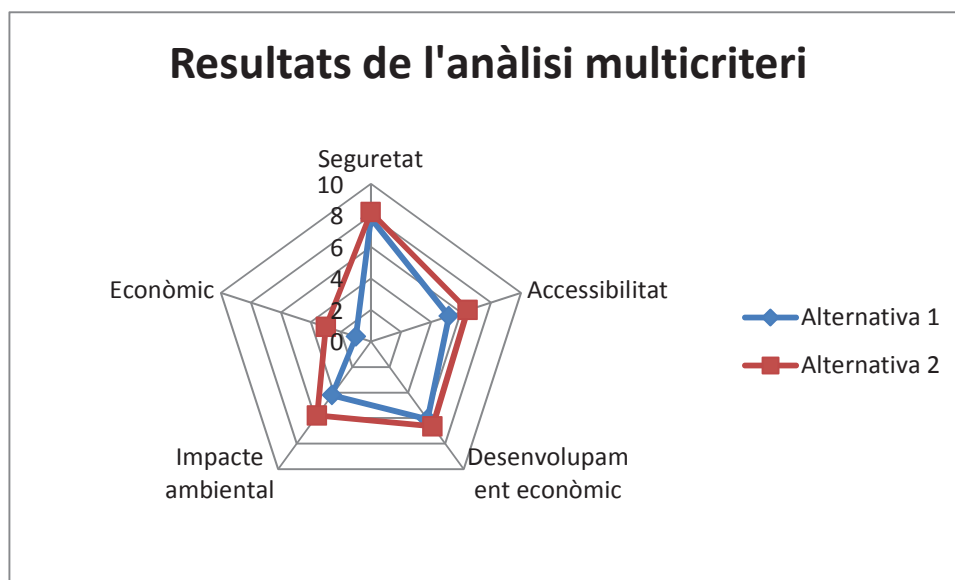 Resultats de l'anàlisi multicriteri
Seguretat
10
8
6
4
2
0
Accessibilitat
Desenvolupam
ent econòmic
Impacte
ambiental
Econòmic
Alternativa 1
Alternativa 2